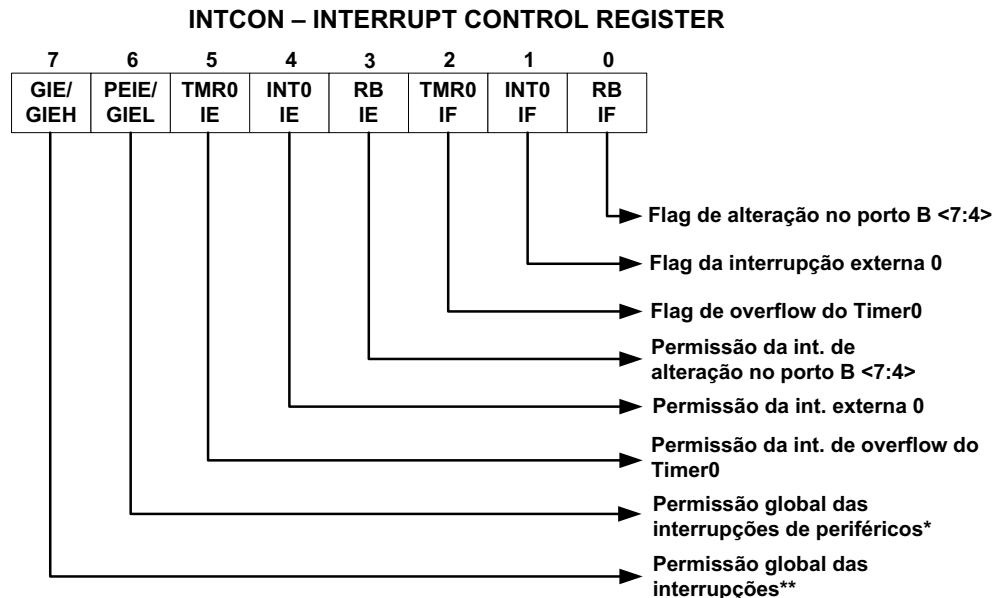 INTCON – INTERRUPT CONTROL REGISTER
7 6 5 4 3 2 1 0
GIE/ PEIE/ TMR0 INT0 RB TMR0 INT0 RB
GIEH GIEL IE IE IE IF IF IF
Flag de alteração no porto B <7:4>
Flag da interrupção externa 0
Flag de overflow do Timer0
Permissão da int. de
alteração no porto B <7:4>
Permissão da int. externa 0
Permissão da int. de overflow do
Timer0
Permissão global das
interrupções de periféricos*
Permissão global das
interrupções**